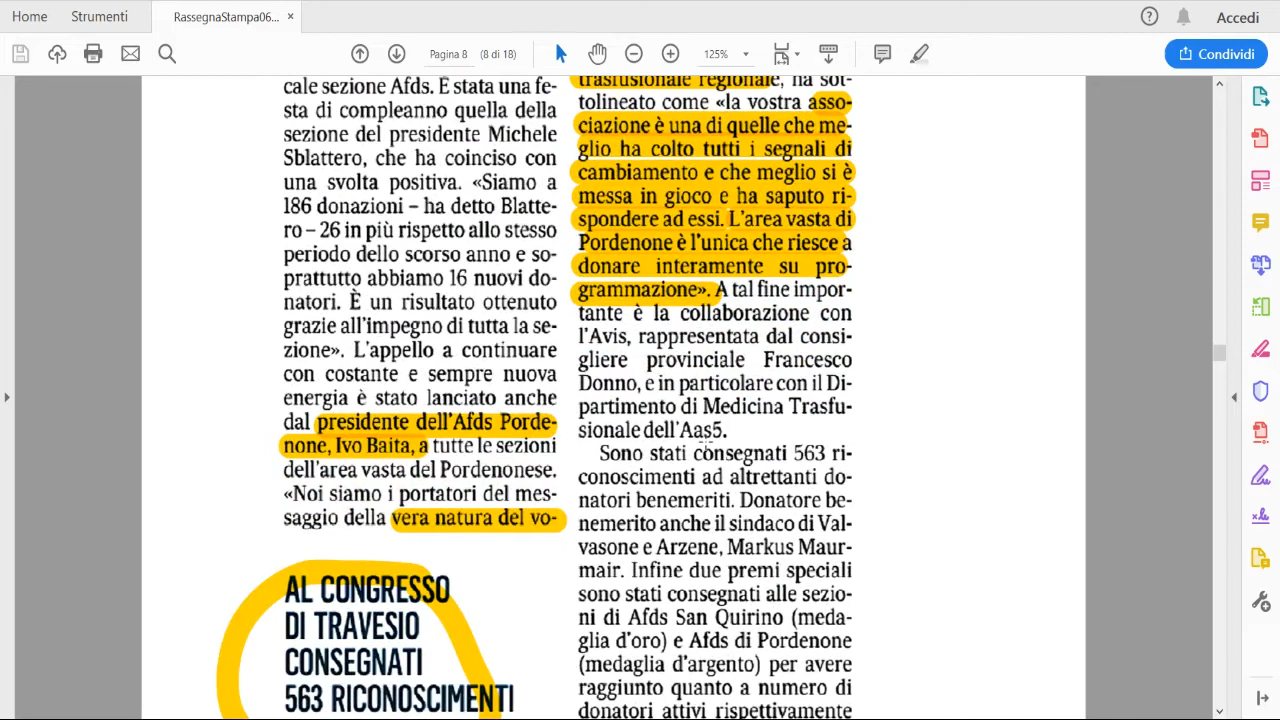 Home
Strumenti
RassegnaStampa06...
×
Accedi
Pagina 8
(8 di 18)
125%
Condividi
cale sezione Afds. È stata una fe-
sta di compleanno quella della
sezione del presidente Michele
Sblattero, che ha coinciso con
una svolta positiva. «Siamo a
186 donazioni – ha detto Blatte-
ro – 26 in più rispetto allo stesso
periodo dello scorso anno e so-
prattutto abbiamo 16 nuovi do-
natori. È un risultato ottenuto
grazie all'impegno di tutta la se-
zione». L'appello a continuare
con costante e sempre nuova
energia è stato lanciato anche
dal presidente dell'Afds Porde-
none, Ivo Baita, a tutte le sezioni
dell'area vasta del Pordenonese.
«Noi siamo i portatori del mes-
saggio della vera natura del vo-
AL CONGRESSO
DI TRAVESIO
CONSEGNATI
563 RICONOSCIMENTI
trasfusionale regionale, ha sot-
tolineato come «la vostra asso-
ciazione è una di quelle che me-
glio ha colto tutti i segnali di
cambiamento e che meglio si è
messa in gioco e ha saputo ri-
spondere ad essi. L'area vasta di
Pordenone è l'unica che riesce a
donare interamente su pro-
grammazione». A tal fine impor-
tante è la collaborazione con
l'Avis, rappresentata dal consi-
gliere provinciale Francesco
Donno, e in particolare con il Di-
partimento di Medicina Trasfu-
sionale dell'Aas5.
Sono stati consegnati 563 ri-
conoscimenti ad altrettanti do-
natori benemeriti. Donatore be-
nemerito anche il sindaco di Val-
vasone e Arzene, Markus Maur-
mair. Infine due premi speciali
sono stati consegnati alle sezio-
ni di Afds San Quirino (meda-
glia d'oro) e Afds di Pordenone
(medaglia d'argento) per avere
raggiunto quanto a numero di
donatori attivi rispettivamente